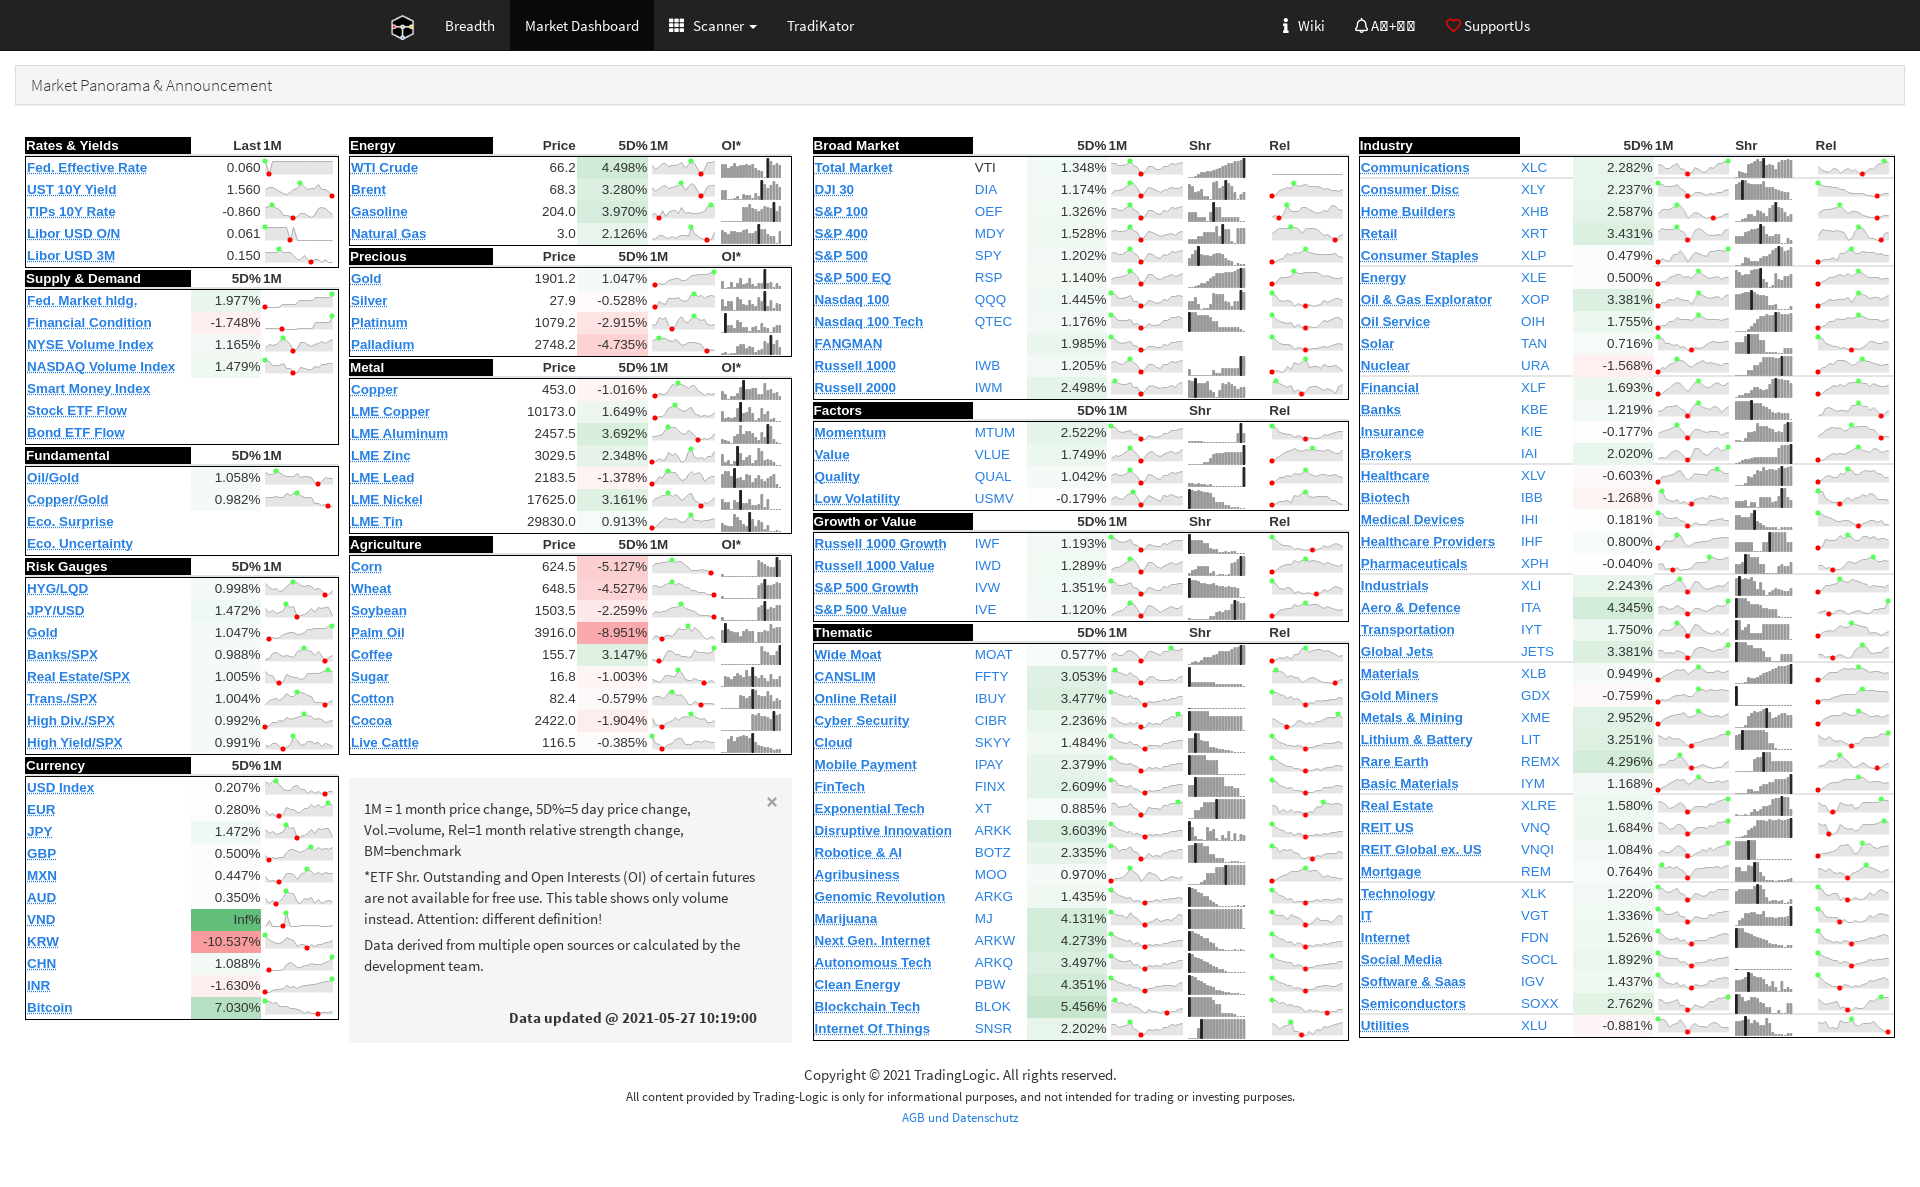 Breadth Market Dashboard Scanner TradiKator Wiki SupportUs
Market Panorama & Announcement
Rates & Yields Last 1M
Fed. Effective Rate 0.060
UST 10Y Yield 1.560
TIPs 10Y Rate -0.860
Libor USD O/N 0.061
Libor USD 3M 0.150
Supply & Demand 5D% 1M
Fed. Market hldg. 1.977%
Financial Condition -1.748%
NYSE Volume Index 1.165%
NASDAQ Volume Index 1.479%
Smart Money Index
Stock ETF Flow
Bond ETF Flow
Fundamental 5D% 1M
Oil/Gold 1.058%
Copper/Gold 0.982%
Eco. Surprise
Eco. Uncertainty
Risk Gauges 5D% 1M
HYG/LQD 0.998%
JPY/USD 1.472%
Gold 1.047%
Banks/SPX 0.988%
Real Estate/SPX 1.005%
Trans./SPX 1.004%
High Div./SPX 0.992%
High Yield/SPX 0.991%
Currency 5D% 1M
USD Index 0.207%
EUR 0.280%
JPY 1.472%
GBP 0.500%
MXN 0.447%
AUD 0.350%
VND Inf%
KRW -10.537%
CHN 1.088%
INR -1.630%
Bitcoin 7.030%
Energy Price 5D% 1M OI*
WTI Crude 66.2 4.498%
Brent 68.3 3.280%
Gasoline 204.0 3.970%
Natural Gas 3.0 2.126%
Precious Price 5D% 1M OI*
Gold 1901.2 1.047%
Silver 27.9 -0.528%
Platinum 1079.2 -2.915%
Palladium 2748.2 -4.735%
Metal Price 5D% 1M OI*
Copper 453.0 -1.016%
LME Copper 10173.0 1.649%
LME Aluminum 2457.5 3.692%
LME Zinc 3029.5 2.348%
LME Lead 2183.5 -1.378%
LME Nickel 17625.0 3.161%
LME Tin 29830.0 0.913%
Agriculture Price 5D% 1M OI*
Corn 624.5 -5.127%
Wheat 648.5 -4.527%
Soybean 1503.5 -2.259%
Palm Oil 3916.0 -8.951%
Coffee 155.7 3.147%
Sugar 16.8 -1.003%
Cotton 82.4 -0.579%
Cocoa 2422.0 -1.904%
Live Cattle 116.5 -0.385%
×
1M = 1 month price change, 5D%=5 day price change,
Vol.=volume, Rel=1 month relative strength change,
BM=benchmark
*ETF Shr. Outstanding and Open Interests (OI) of certain futures
are not available for free use. This table shows only volume
instead. Attention: different definition!
Data derived from multiple open sources or calculated by the
development team.
Data updated @ 2021-05-27 10:19:00
Broad Market 5D% 1M Shr Rel
Total Market VTI 1.348%
DJI 30 DIA 1.174%
S&P 100 OEF 1.326%
S&P 400 MDY 1.528%
S&P 500 SPY 1.202%
S&P 500 EQ RSP 1.140%
Nasdaq 100 QQQ 1.445%
Nasdaq 100 Tech QTEC 1.176%
FANGMAN 1.985%
Russell 1000 IWB 1.205%
Russell 2000 IWM 2.498%
Factors 5D% 1M Shr Rel
Momentum MTUM 2.522%
Value VLUE 1.749%
Quality QUAL 1.042%
Low Volatility USMV -0.179%
Growth or Value 5D% 1M Shr Rel
Russell 1000 Growth IWF 1.193%
Russell 1000 Value IWD 1.289%
S&P 500 Growth IVW 1.351%
S&P 500 Value IVE 1.120%
Thematic 5D% 1M Shr Rel
Wide Moat MOAT 0.577%
CANSLIM FFTY 3.053%
Online Retail IBUY 3.477%
Cyber Security CIBR 2.236%
Cloud SKYY 1.484%
Mobile Payment IPAY 2.379%
FinTech FINX 2.609%
Exponential Tech XT 0.885%
Disruptive Innovation ARKK 3.603%
Robotice & AI BOTZ 2.335%
Agribusiness MOO 0.970%
Genomic Revolution ARKG 1.435%
Marijuana MJ 4.131%
Next Gen. Internet ARKW 4.273%
Autonomous Tech ARKQ 3.497%
Clean Energy PBW 4.351%
Blockchain Tech BLOK 5.456%
Internet Of Things SNSR 2.202%
Industry 5D% 1M Shr Rel
Communications XLC 2.282%
Consumer Disc XLY 2.237%
Home Builders XHB 2.587%
Retail XRT 3.431%
Consumer Staples XLP 0.479%
Energy XLE 0.500%
Oil & Gas Explorator XOP 3.381%
Oil Service OIH 1.755%
Solar TAN 0.716%
Nuclear URA -1.568%
Financial XLF 1.693%
Banks KBE 1.219%
Insurance KIE -0.177%
Brokers IAI 2.020%
Healthcare XLV -0.603%
Biotech IBB -1.268%
Medical Devices IHI 0.181%
Healthcare Providers IHF 0.800%
Pharmaceuticals XPH -0.040%
Industrials XLI 2.243%
Aero & Defence ITA 4.345%
Transportation IYT 1.750%
Global Jets JETS 3.381%
Materials XLB 0.949%
Gold Miners GDX -0.759%
Metals & Mining XME 2.952%
Lithium & Battery LIT 3.251%
Rare Earth REMX 4.296%
Basic Materials IYM 1.168%
Real Estate XLRE 1.580%
REIT US VNQ 1.684%
REIT Global ex. US VNQI 1.084%
Mortgage REM 0.764%
Technology XLK 1.220%
IT VGT 1.336%
Internet FDN 1.526%
Social Media SOCL 1.892%
Software & Saas IGV 1.437%
Semiconductors SOXX 2.762%
Utilities XLU -0.881%
Copyright © 2021 TradingLogic. All rights reserved.
All content provided by Trading-Logic is only for informational purposes, and not intended for trading or investing purposes.
AGB und Datenschutz